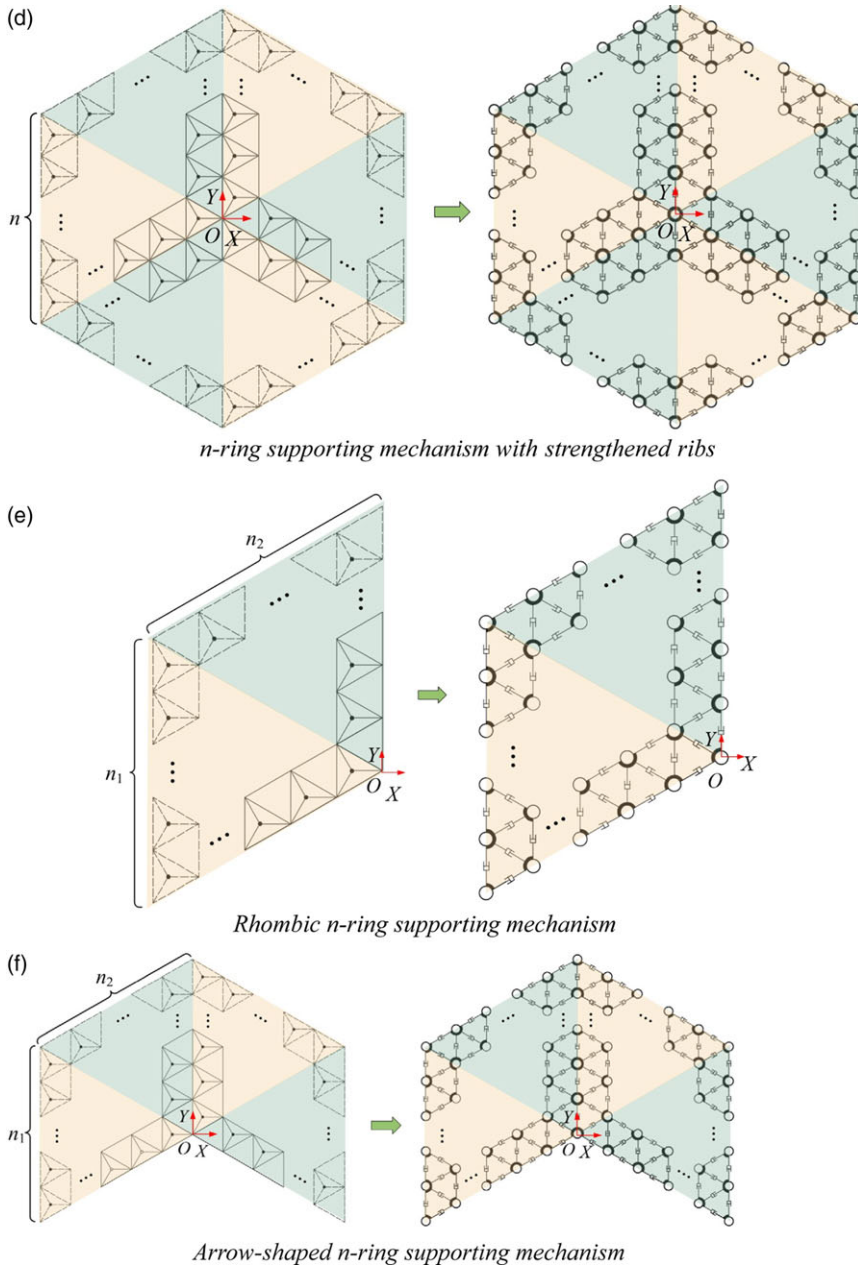 (d)
n
Y
O
X
Y
O
X
n-ring supporting mechanism with strengthened ribs
(e)
n2
n1
Y
O
X
Y
O
X
Rhombic n-ring supporting mechanism
(f)
n2
n1
Y
O
X
Y
O
X
Arrow-shaped n-ring supporting mechanism